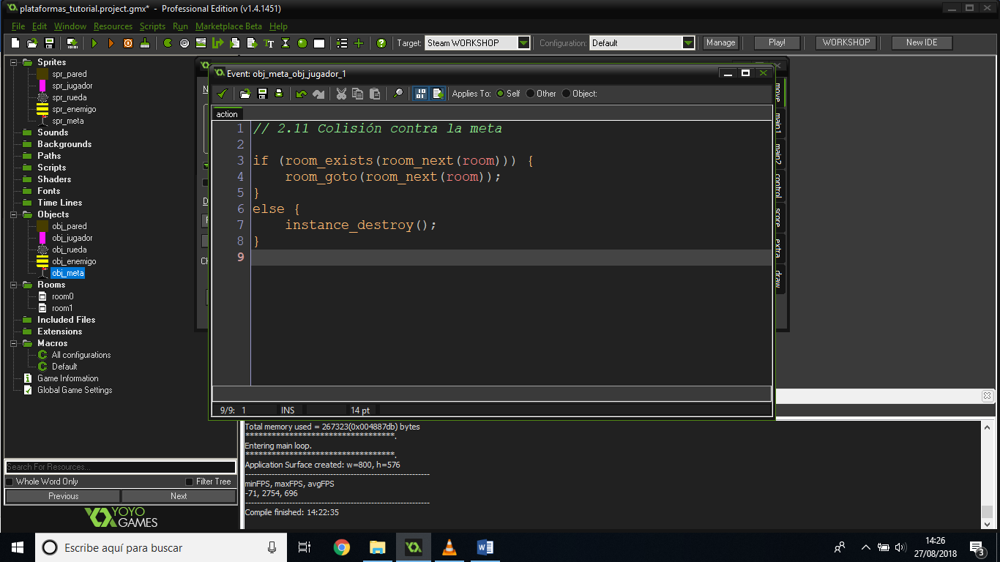 plataformas_tutorial.project.gmx* - Professional Edition (v1.4.1451)
File Edit Window Resources Scripts Run Marketplace Beta Help
Target: Steam WORKSHOP Configuration: Default Manage Play! WORKSHOP New IDE
Sprites
spr_pared
spr_jugador
spr_rueda
spr_enemigo
spr_meta
Sounds
Backgrounds
Paths
Scripts
Shaders
Fonts
Time Lines
Objects
obj_pared
obj_jugador
obj_rueda
obj_enemigo
obj_meta
Rooms
room0
room1
Included Files
Extensions
Macros
All configurations
Default
Game Information
Global Game Settings
Search For Resources...
Whole Word Only Filter Tree
Previous Next
YOYO
GAMES
Event: obj_meta_obj_jugador_1
Applies To: Self Other Object:
action
1 // 2.11 Colisión contra la meta
2
3 if (room_exists(room_next(room))) {
4 room_goto(room_next(room));
5 }
6 else {
7 instance_destroy();
8 }
9
9/9: 1 INS 14 pt
move
main1
main2
control
score
extra
draw
Total memory used = 267323(0x004887db) bytes
**********************************.
Entering main loop.
**********************************.
Application Surface created: w=800, h=576
minFPS, maxFPS, avgFPS
-71, 2754, 696
Compile finished: 14:22:35
Escribe aquí para buscar
14:26
27/08/2018
3